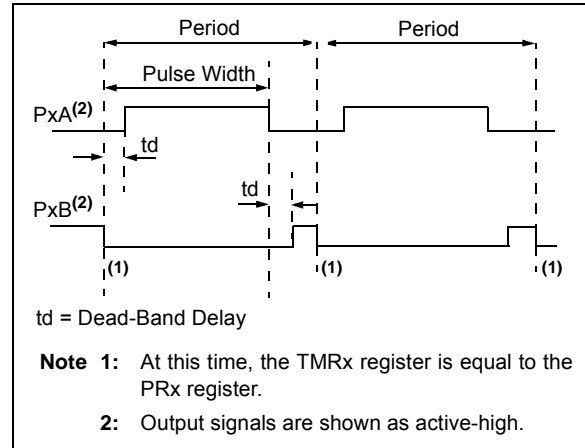 Period Period
Pulse Width
PxA(2)
td
td
PxB(2)
(1) (1) (1)
td = Dead-Band Delay
Note 1: At this time, the TMRx register is equal to the
PRx register.
2: Output signals are shown as active-high.